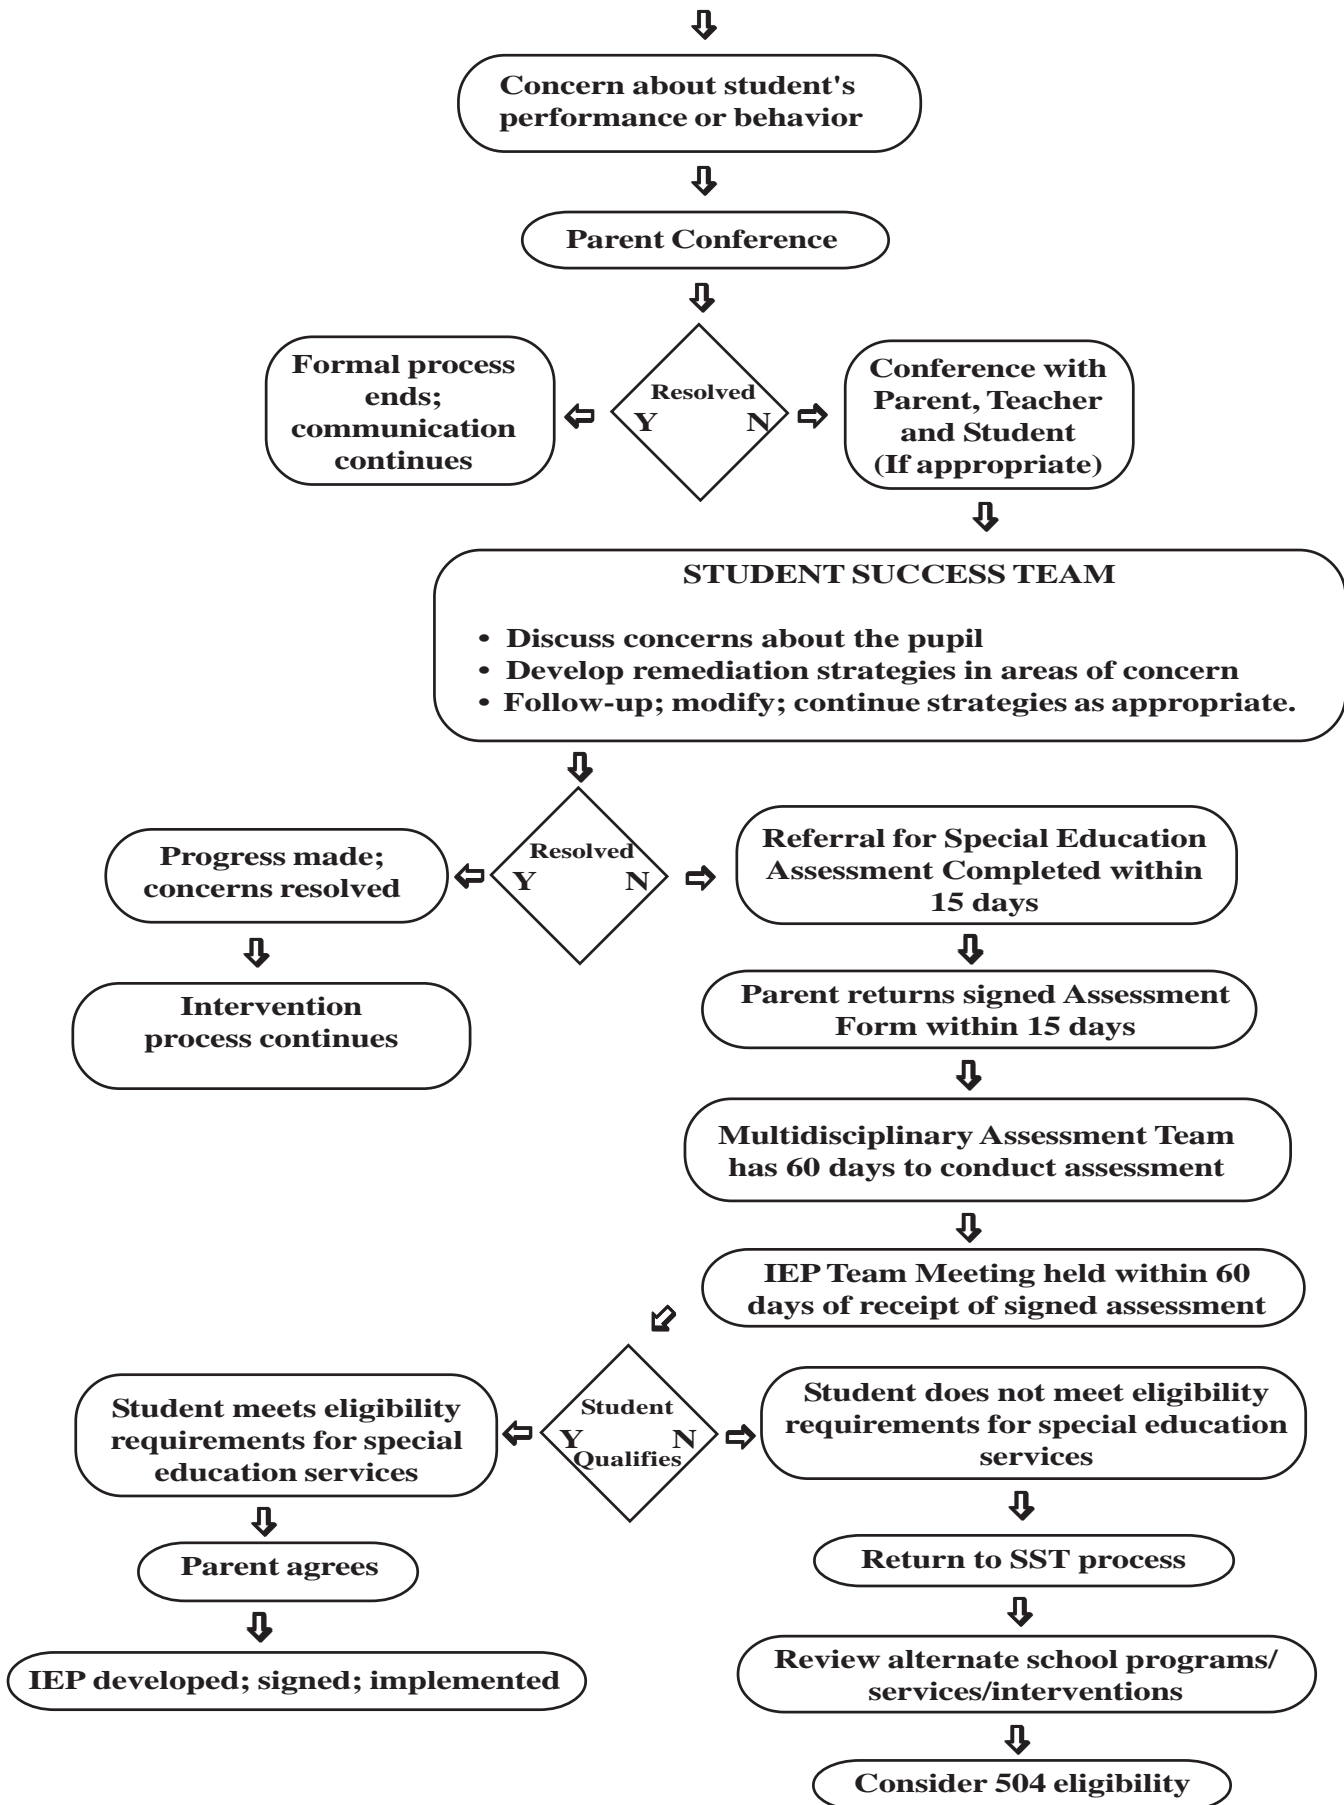 Concern about student's
performance or behavior
Parent Conference
Formal process
ends;
communication
continues
Resolved
Y N
Conference with
Parent, Teacher
and Student
(If appropriate)
STUDENT SUCCESS TEAM
• Discuss concerns about the pupil
• Develop remediation strategies in areas of concern
• Follow-up; modify; continue strategies as appropriate.
Progress made;
concerns resolved
Resolved
Y N
Referral for Special Education
Assessment Completed within
15 days
Intervention
process continues
Parent returns signed Assessment
Form within 15 days
Multidisciplinary Assessment Team
has 60 days to conduct assessment
IEP Team Meeting held within 60
days of receipt of signed assessment
Student meets eligibility
requirements for special
education services
Student
Y N
Qualifies
Student does not meet eligibility
requirements for special education
services
Parent agrees
Return to SST process
IEP developed; signed; implemented
Review alternate school programs/
services/interventions
Consider 504 eligibility